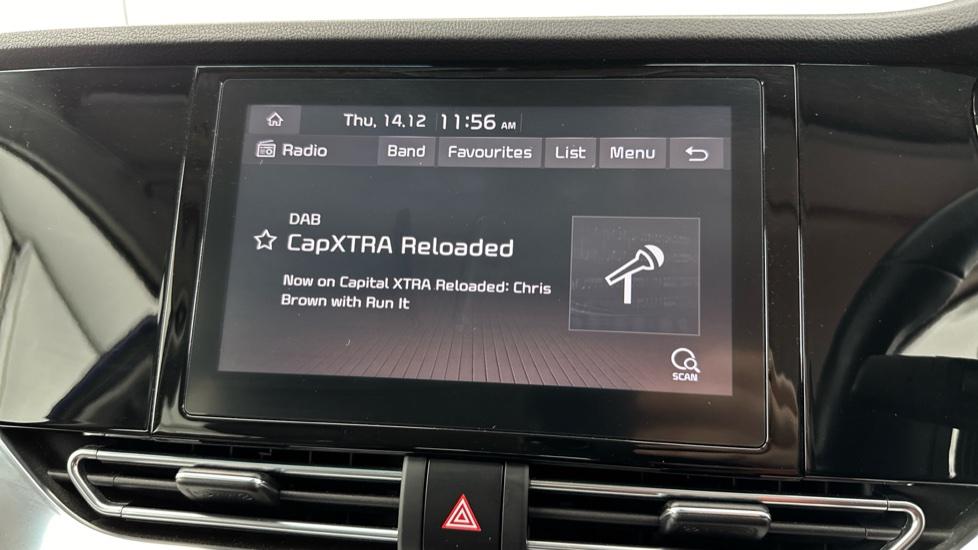 Thu, 14.12 11:56 AM
Radio Band Favourites List Menu
DAB
CapXTRA Reloaded
Now on Capital XTRA Reloaded: Chris
Brown with Run It
SCAN